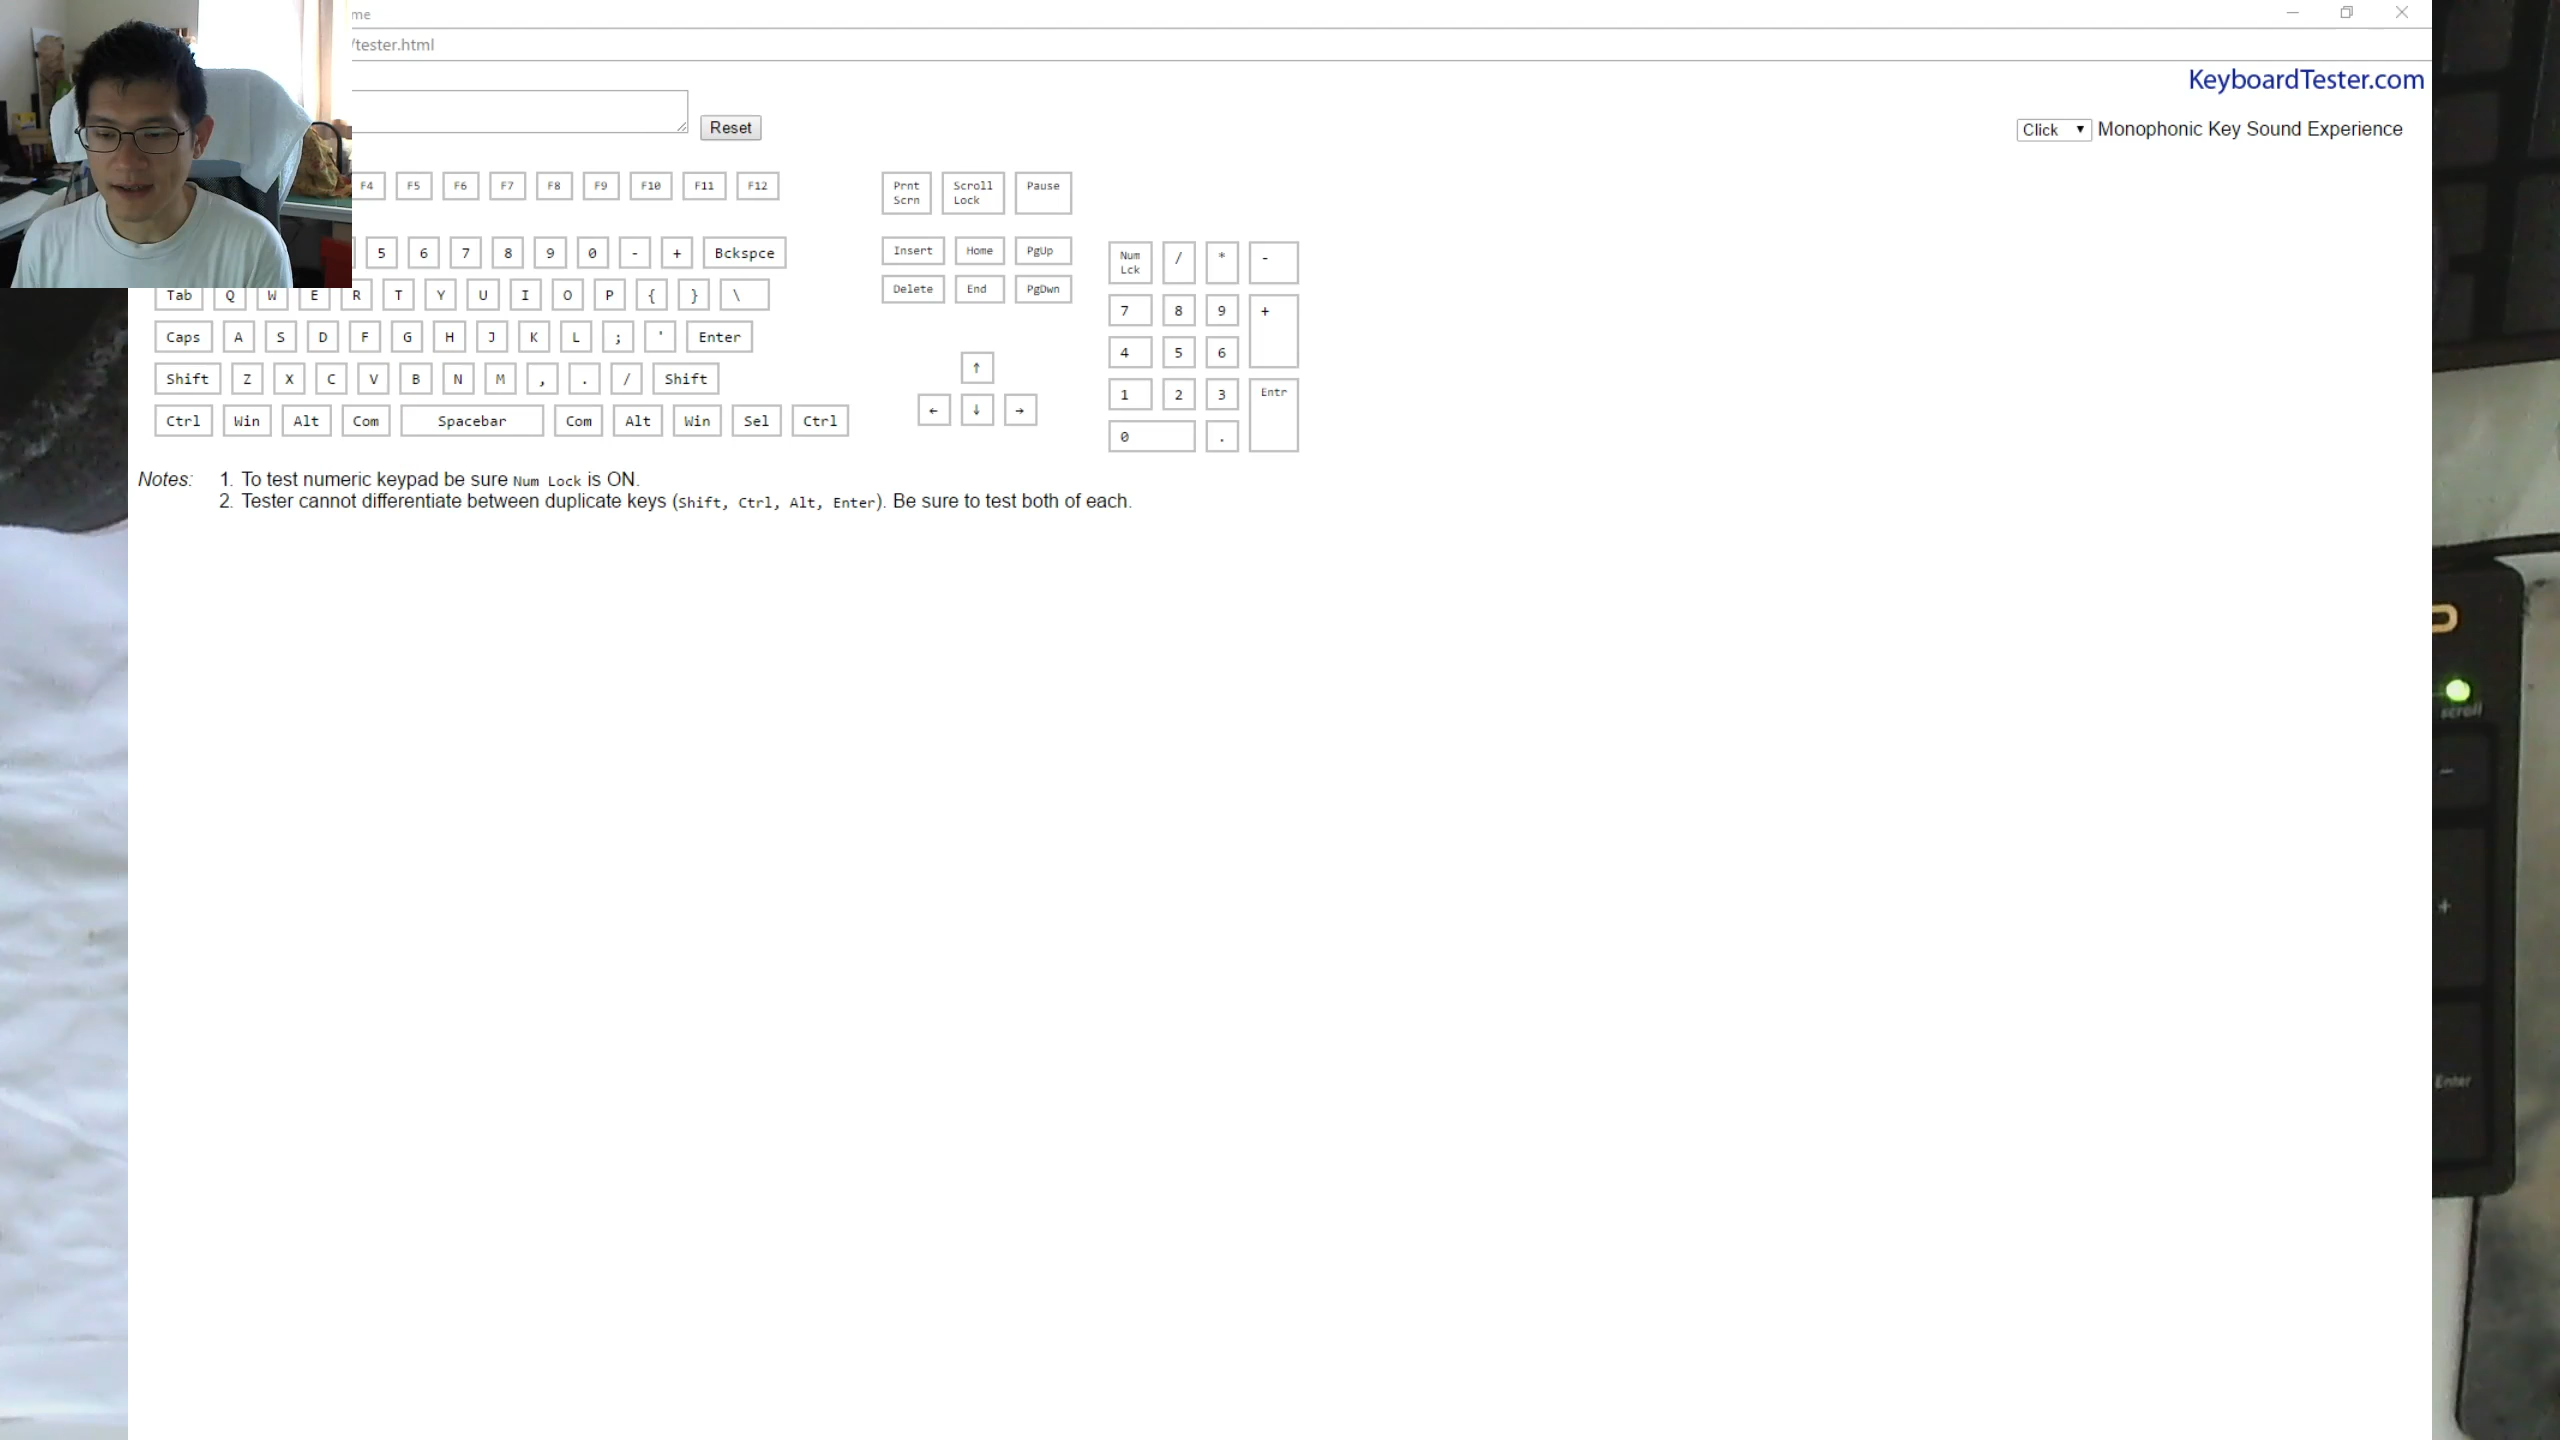 me
/tester.html
KeyboardTester.com
Reset
Click ▼ Monophonic Key Sound Experience
F4 F5 F6 F7 F8 F9 F10 F11 F12
Prnt Scrn
Scroll Lock
Pause
5 6 7 8 9 0 - + Bckspce
Insert Home PgUp
Num Lck
/ * -
Tab Q W E R T Y U I O P { } \
Delete End PgDwn
7 8 9 +
Caps A S D F G H J K L ; ' Enter
4 5 6
↑
Shift Z X C V B N M , . / Shift
1 2 3 Entr
← ↓ →
Ctrl Win Alt Com Spacebar Com Alt Win Sel Ctrl
0 .
Notes: 1. To test numeric keypad be sure Num Lock is ON.
2. Tester cannot differentiate between duplicate keys (Shift, Ctrl, Alt, Enter). Be sure to test both of each.
scroll
-
+
Enter